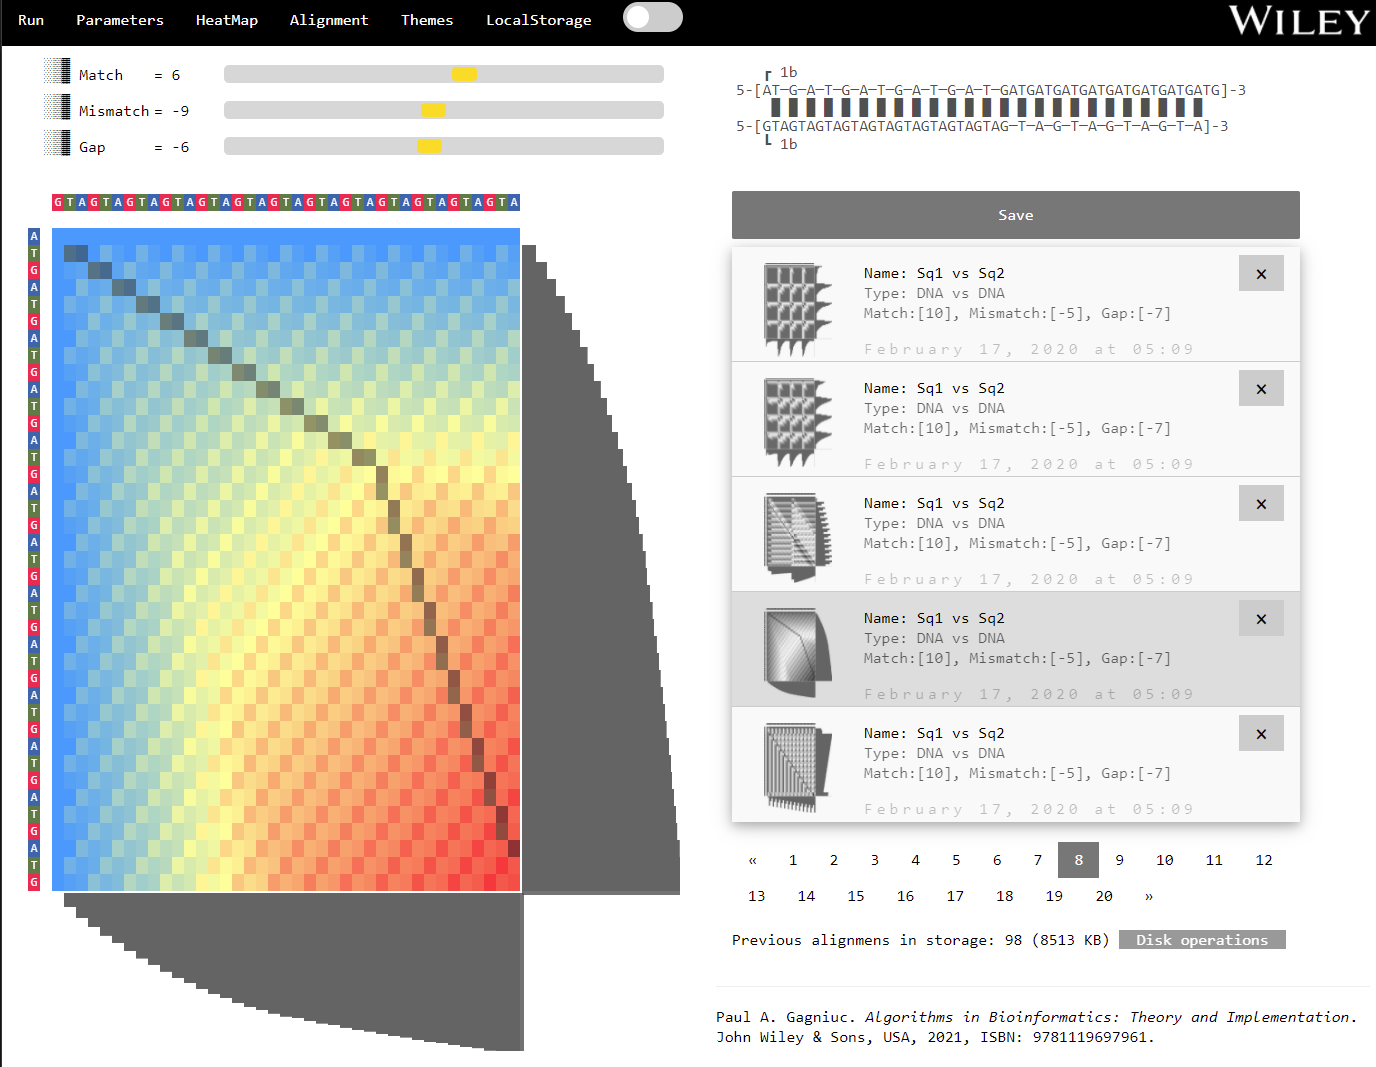 Run Parameters HeatMap Alignment Themes LocalStorage WILEY
Match = 6
Mismatch = -9
Gap = -6
┌ 1b
5-[AT─G─A─T─G─A─T─G─A─T─G─A─T─GATGATGATGATGATGATGATGATG]-3
5-[GTAGTAGTAGTAGTAGTAGTAGTAGTAG─T─A─G─T─A─G─T─A─G─T─A]-3
└ 1b
GTAGTAGTAGTAGTAGTAGTAGTAGTAGTAGTAGTAGTA
ATGATGATGATGATGATGATGATGATGATGATGATGATG
Save
Name: Sq1 vs Sq2 ×
Type: DNA vs DNA
Match:[10], Mismatch:[-5], Gap:[-7]
February 17, 2020 at 05:09
Name: Sq1 vs Sq2 ×
Type: DNA vs DNA
Match:[10], Mismatch:[-5], Gap:[-7]
February 17, 2020 at 05:09
Name: Sq1 vs Sq2 ×
Type: DNA vs DNA
Match:[10], Mismatch:[-5], Gap:[-7]
February 17, 2020 at 05:09
Name: Sq1 vs Sq2 ×
Type: DNA vs DNA
Match:[10], Mismatch:[-5], Gap:[-7]
February 17, 2020 at 05:09
Name: Sq1 vs Sq2 ×
Type: DNA vs DNA
Match:[10], Mismatch:[-5], Gap:[-7]
February 17, 2020 at 05:09
« 1 2 3 4 5 6 7 8 9 10 11 12
13 14 15 16 17 18 19 20 »
Previous alignmens in storage: 98 (8513 KB) Disk operations
Paul A. Gagniuc. Algorithms in Bioinformatics: Theory and Implementation.
John Wiley & Sons, USA, 2021, ISBN: 9781119697961.